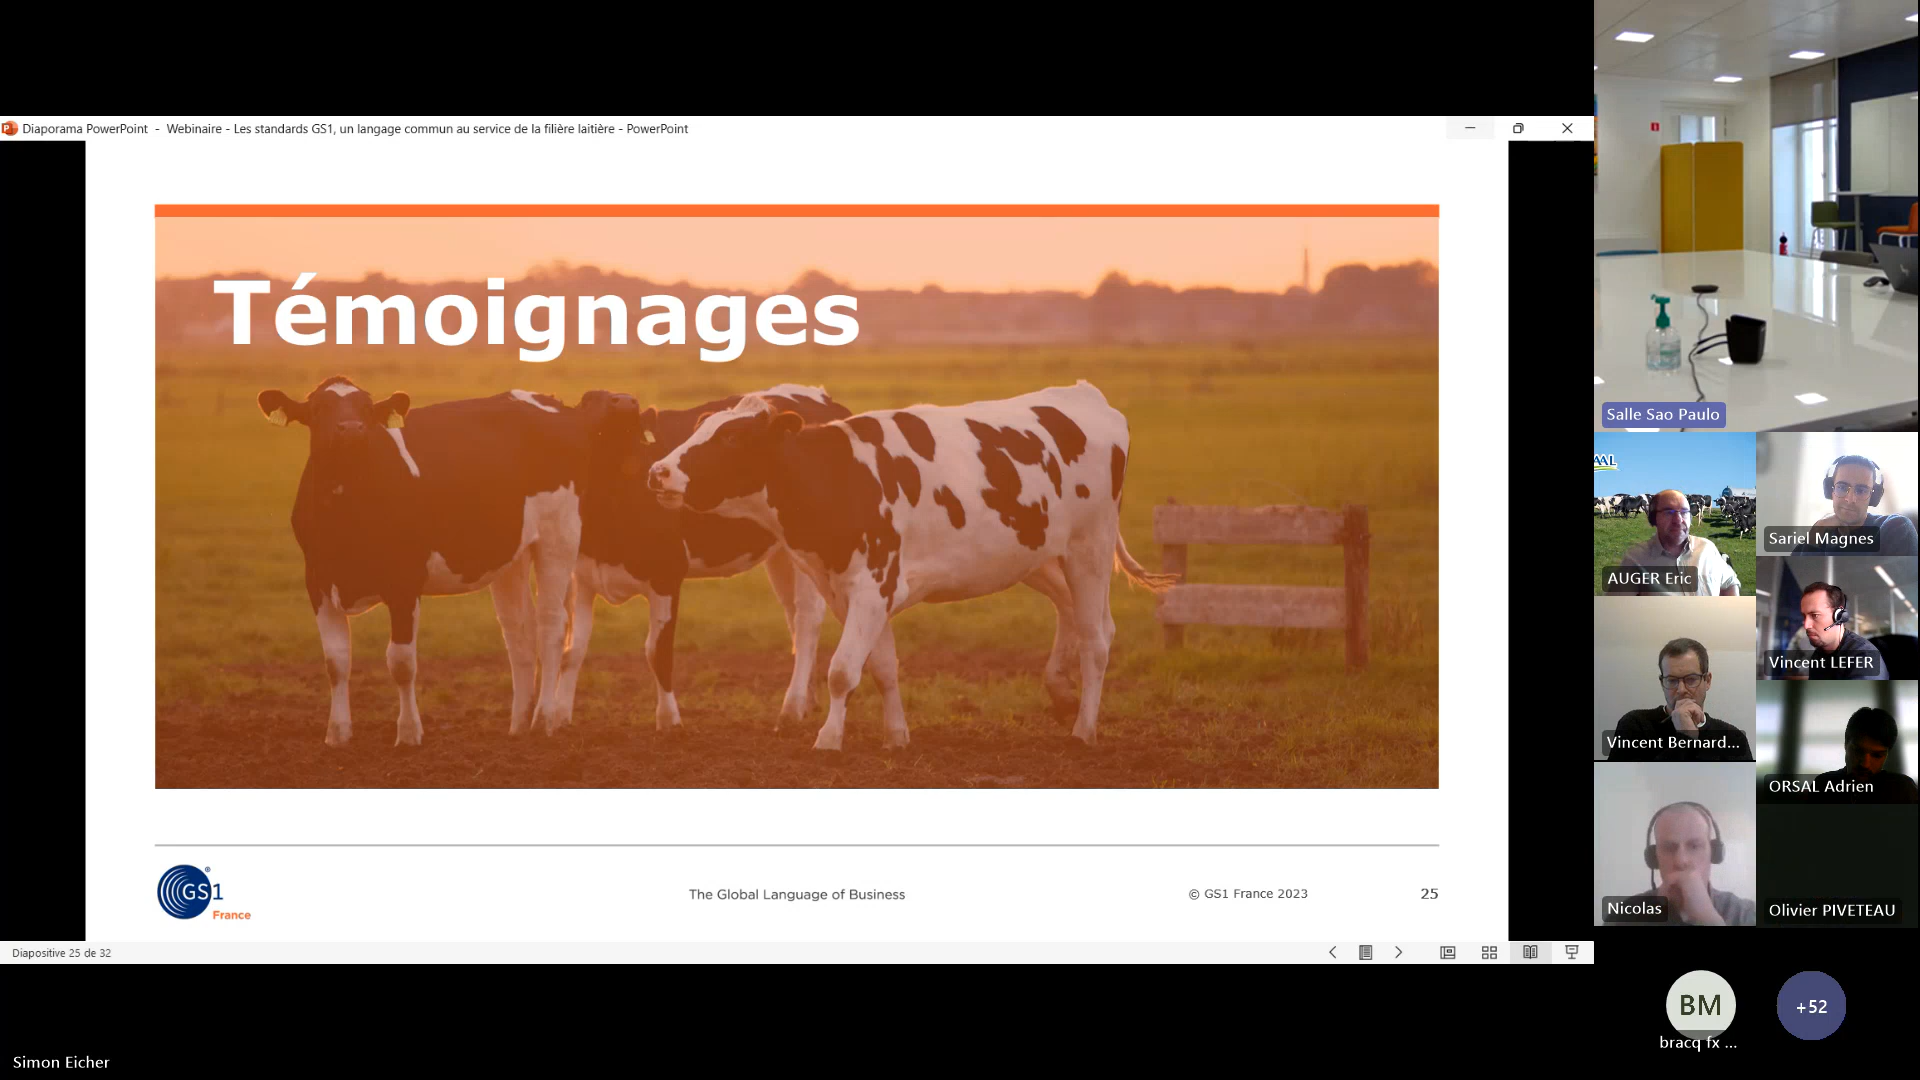 Diaporama PowerPoint - Webinaire - Les standards GS1, un langage commun au service de la filière laitière - PowerPoint
Témoignages
GS1®
France
The Global Language of Business
© GS1 France 2023
25
Diapositive 25 de 32
Simon Eicher
Salle Sao Paulo
AUGER Eric
Sariel Magnes
Vincent LEFER
Vincent Bernard...
ORSAL Adrien
Nicolas
Olivier PIVETEAU
BM
bracq fx ...
+52